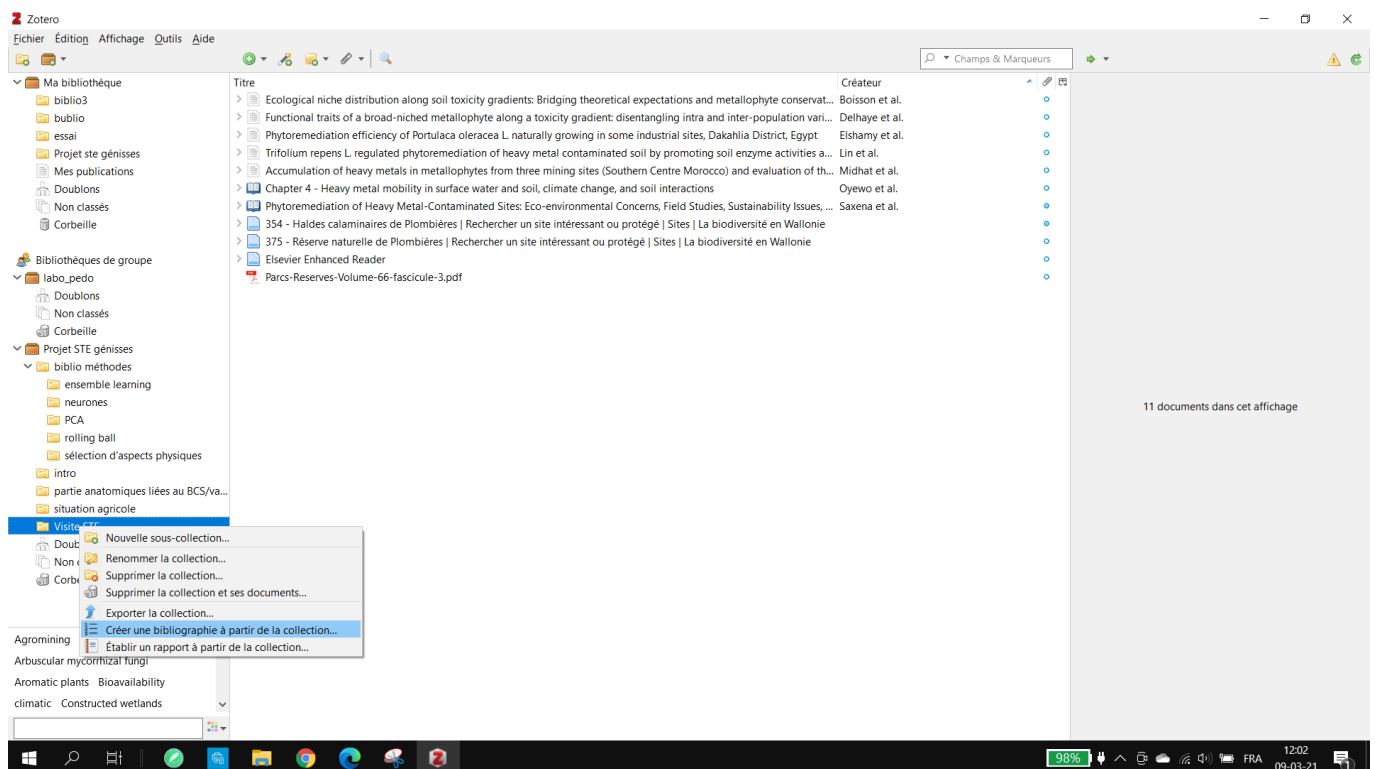 Zotero
Fichier Édition Affichage Outils Aide
Champs & Marqueurs
Ma bibliothèque
biblio3
bublio
essai
Projet ste génisses
Mes publications
Doublons
Non classés
Corbeille
Bibliothèques de groupe
labo_pedo
Doublons
Non classés
Corbeille
Projet STE génisses
biblio méthodes
ensemble learning
neurones
PCA
rolling ball
sélection d'aspects physiques
intro
partie anatomiques liées au BCS/va...
situation agricole
Visite STE
Doub
Non c
Corbe
Titre Créateur
Ecological niche distribution along soil toxicity gradients: Bridging theoretical expectations and metallophyte conservat... Boisson et al.
Functional traits of a broad-niched metallophyte along a toxicity gradient: disentangling intra and inter-population vari... Delhaye et al.
Phytoremediation efficiency of Portulaca oleracea L. naturally growing in some industrial sites, Dakahlia District, Egypt Elshamy et al.
Trifolium repens L. regulated phytoremediation of heavy metal contaminated soil by promoting soil enzyme activities a... Lin et al.
Accumulation of heavy metals in metallophytes from three mining sites (Southern Centre Morocco) and evaluation of th... Midhat et al.
Chapter 4 - Heavy metal mobility in surface water and soil, climate change, and soil interactions Oyewo et al.
Phytoremediation of Heavy Metal-Contaminated Sites: Eco-environmental Concerns, Field Studies, Sustainability Issues, ... Saxena et al.
354 - Haldes calaminaires de Plombières | Rechercher un site intéressant ou protégé | Sites | La biodiversité en Wallonie
375 - Réserve naturelle de Plombières | Rechercher un site intéressant ou protégé | Sites | La biodiversité en Wallonie
Elsevier Enhanced Reader
Parcs-Reserves-Volume-66-fascicule-3.pdf
11 documents dans cet affichage
Nouvelle sous-collection...
Renommer la collection...
Supprimer la collection...
Supprimer la collection et ses documents...
Exporter la collection...
Créer une bibliographie à partir de la collection...
Établir un rapport à partir de la collection...
Agromining
Arbuscular mycorrhizal fungi
Aromatic plants Bioavailability
climatic Constructed wetlands
98% FRA 12:02
09-03-21